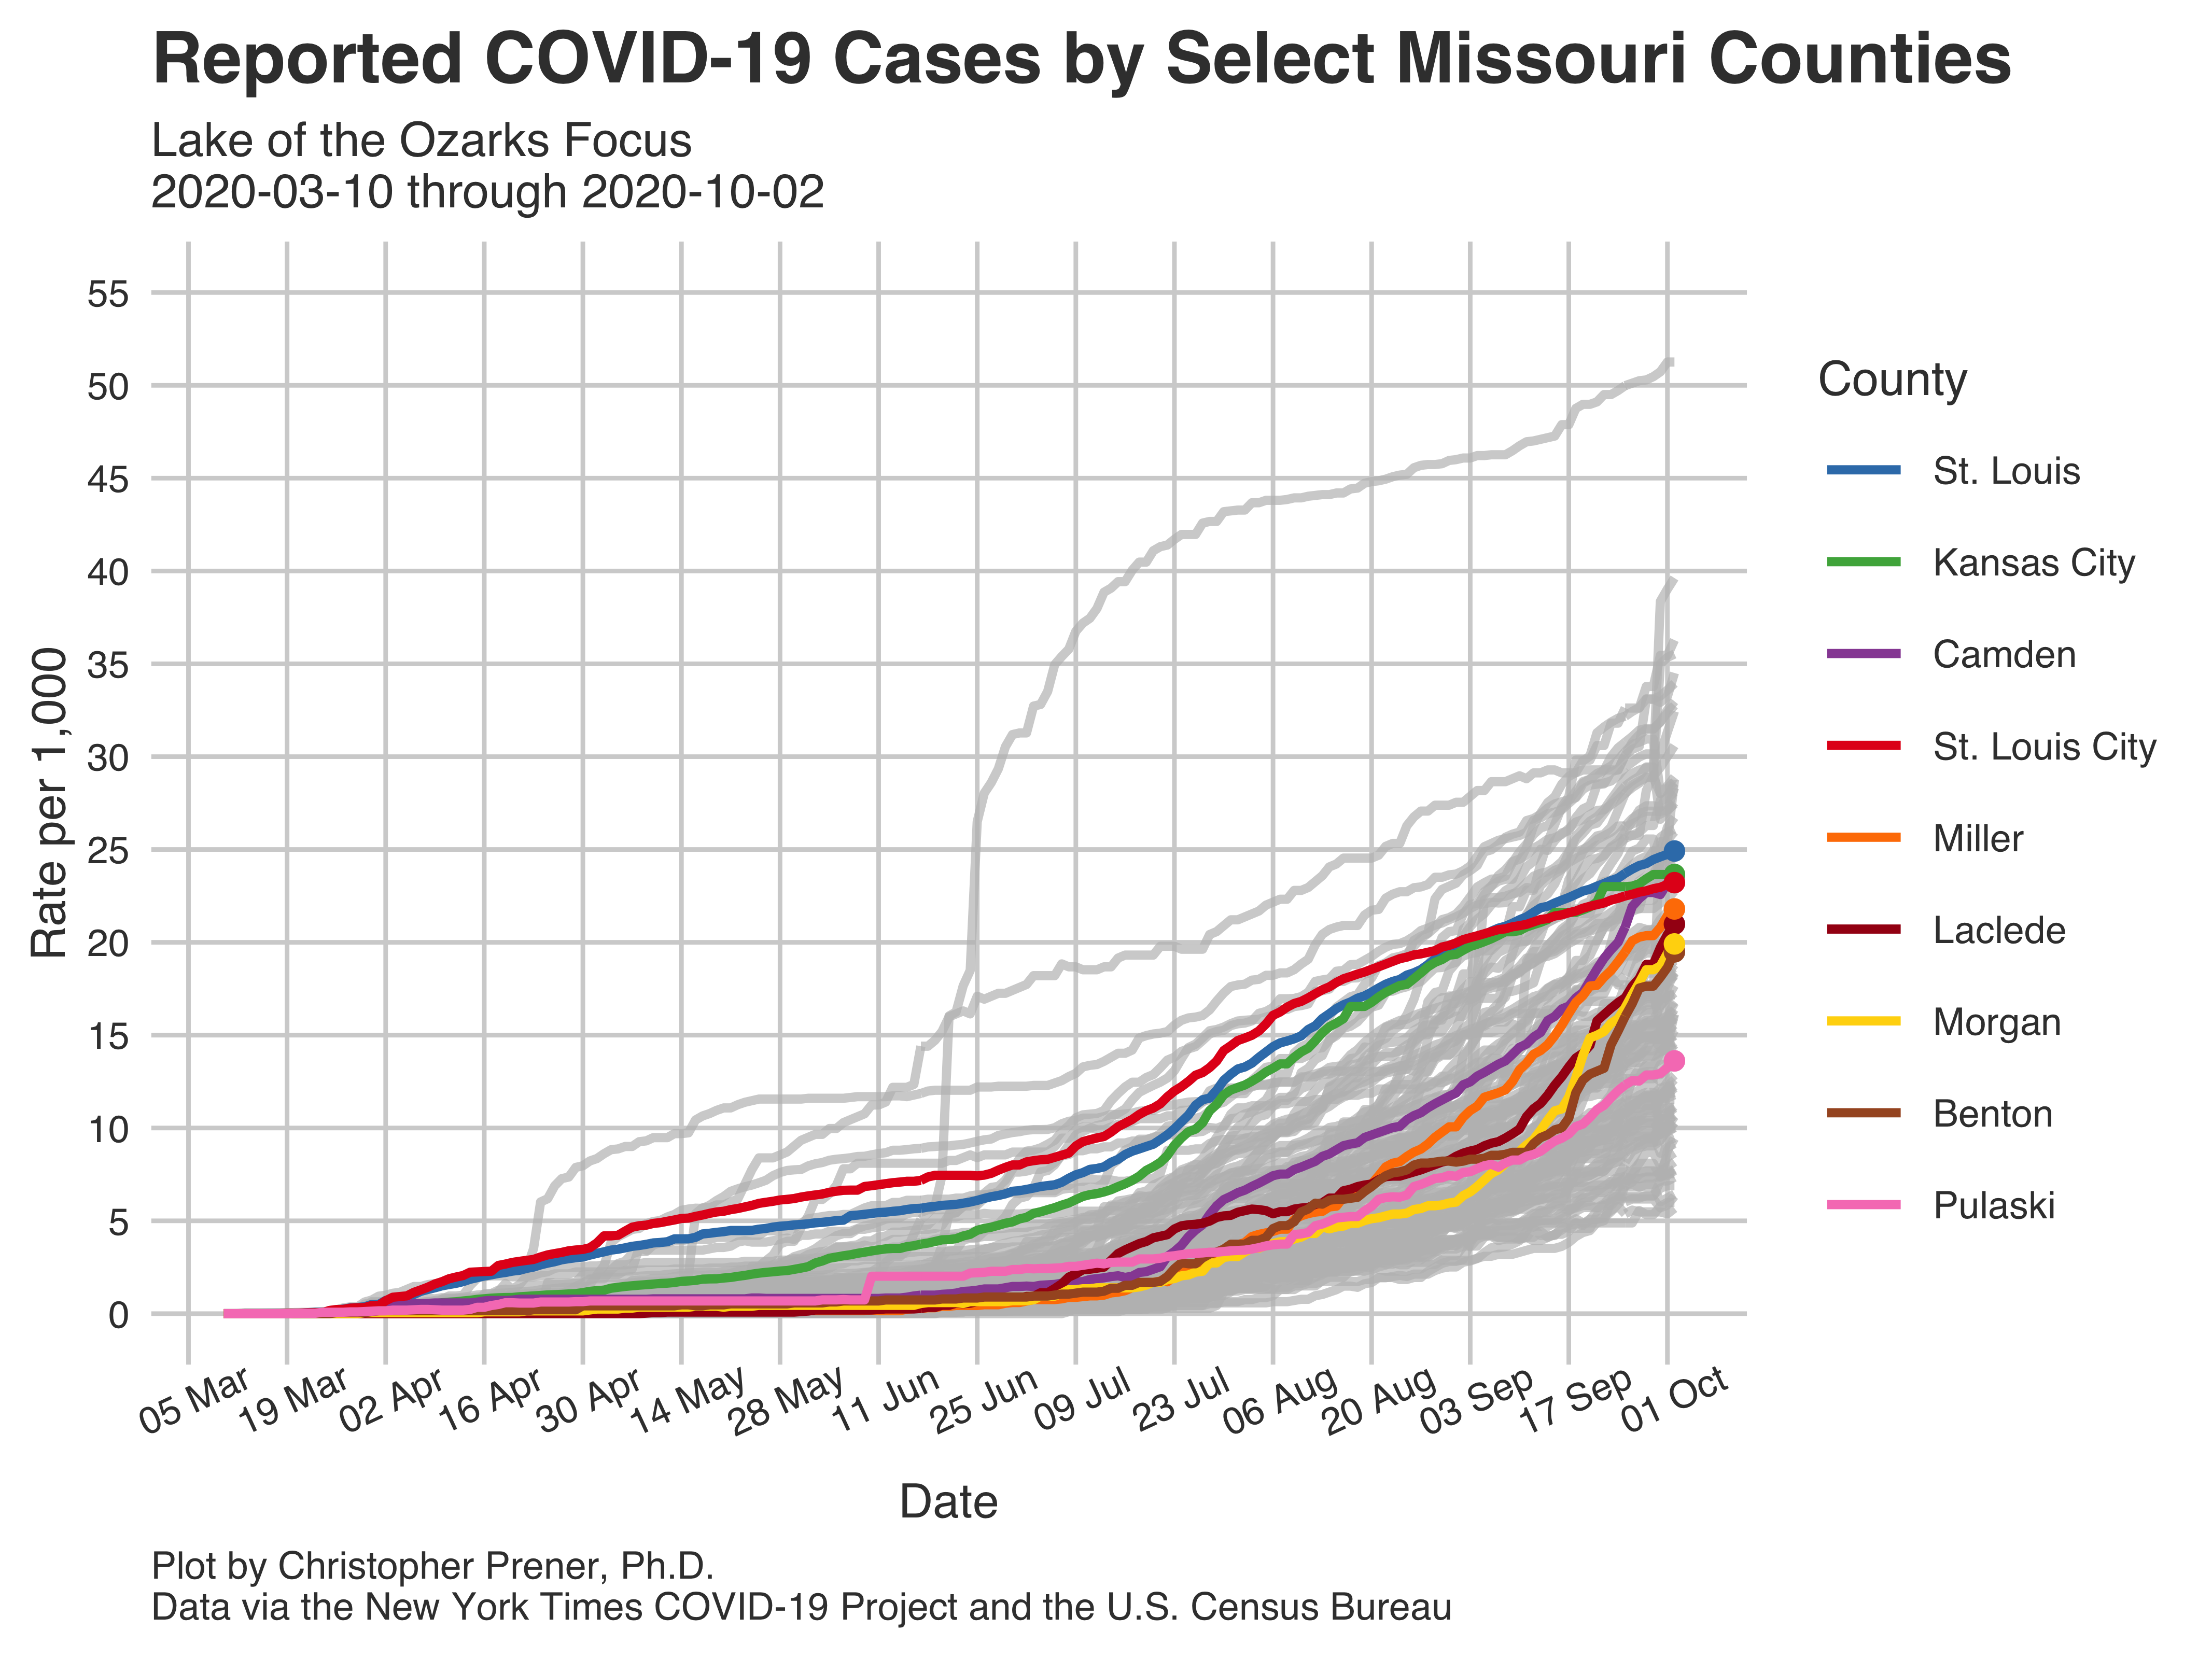 Reported COVID-19 Cases by Select Missouri Counties
Lake of the Ozarks Focus
2020-03-10 through 2020-10-02
55
50
45
40
35
30
25
20
15
10
5
0
Rate per 1,000
05 Mar
19 Mar
02 Apr
16 Apr
30 Apr
14 May
28 May
11 Jun
25 Jun
09 Jul
23 Jul
06 Aug
20 Aug
03 Sep
17 Sep
01 Oct
Date
County
St. Louis
Kansas City
Camden
St. Louis City
Miller
Laclede
Morgan
Benton
Pulaski
Plot by Christopher Prener, Ph.D.
Data via the New York Times COVID-19 Project and the U.S. Census Bureau